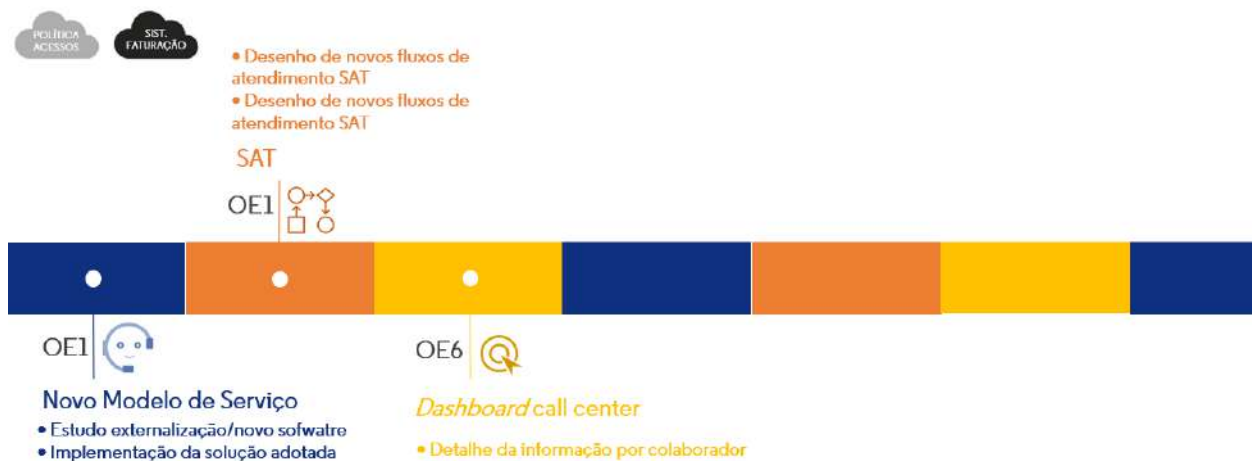 POLÍTICA
ACESSOS
SIST.
FATURAÇÃO
• Desenho de novos fluxos de
atendimento SAT
• Desenho de novos fluxos de
atendimento SAT
SAT
OE1
OE1
Novo Modelo de Serviço
• Estudo externalização/novo sofwatre
• Implementação da solução adotada
OE6
Dashboard call center
• Detalhe da informação por colaborador